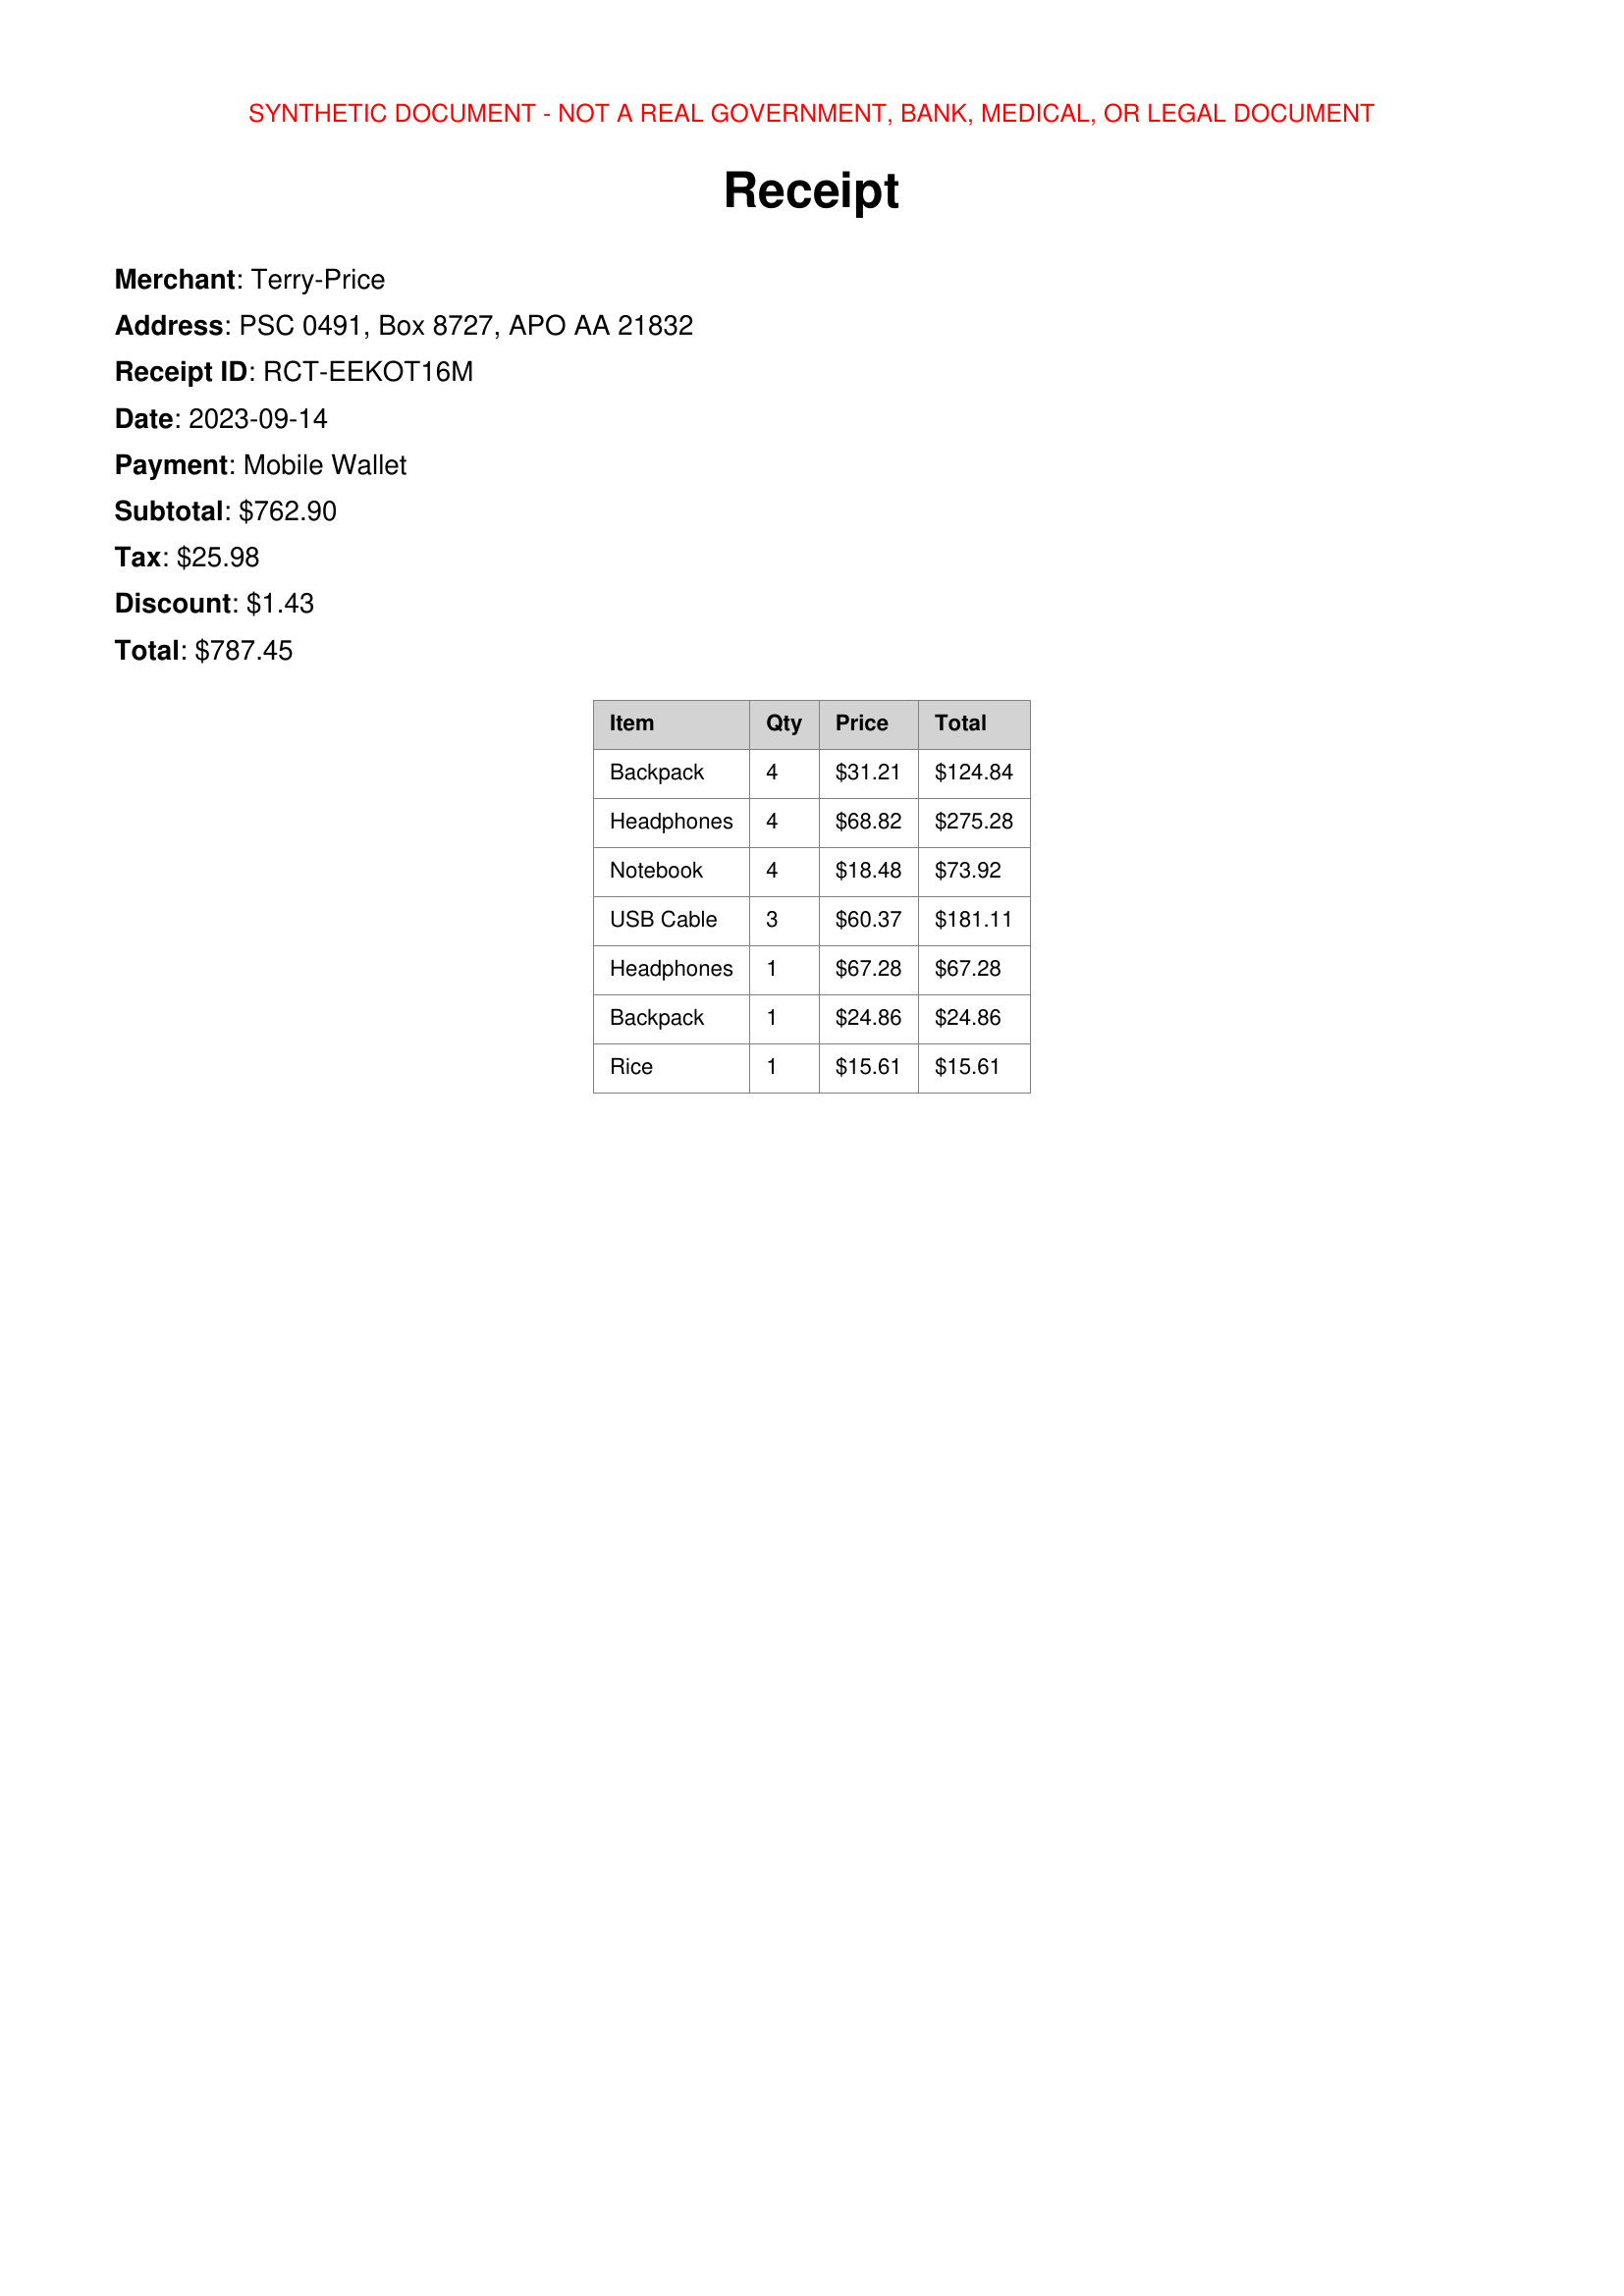 SYNTHETIC DOCUMENT - NOT A REAL GOVERNMENT, BANK, MEDICAL, OR LEGAL DOCUMENT
Receipt
Merchant: Terry-Price
Address: PSC 0491, Box 8727, APO AA 21832
Receipt ID: RCT-EEKOT16M
Date: 2023-09-14
Payment: Mobile Wallet
Subtotal: $762.90
Tax: $25.98
Discount: $1.43
Total: $787.45
Item Qty Price Total
Backpack 4 $31.21 $124.84
Headphones 4 $68.82 $275.28
Notebook 4 $18.48 $73.92
USB Cable 3 $60.37 $181.11
Headphones 1 $67.28 $67.28
Backpack 1 $24.86 $24.86
Rice 1 $15.61 $15.61